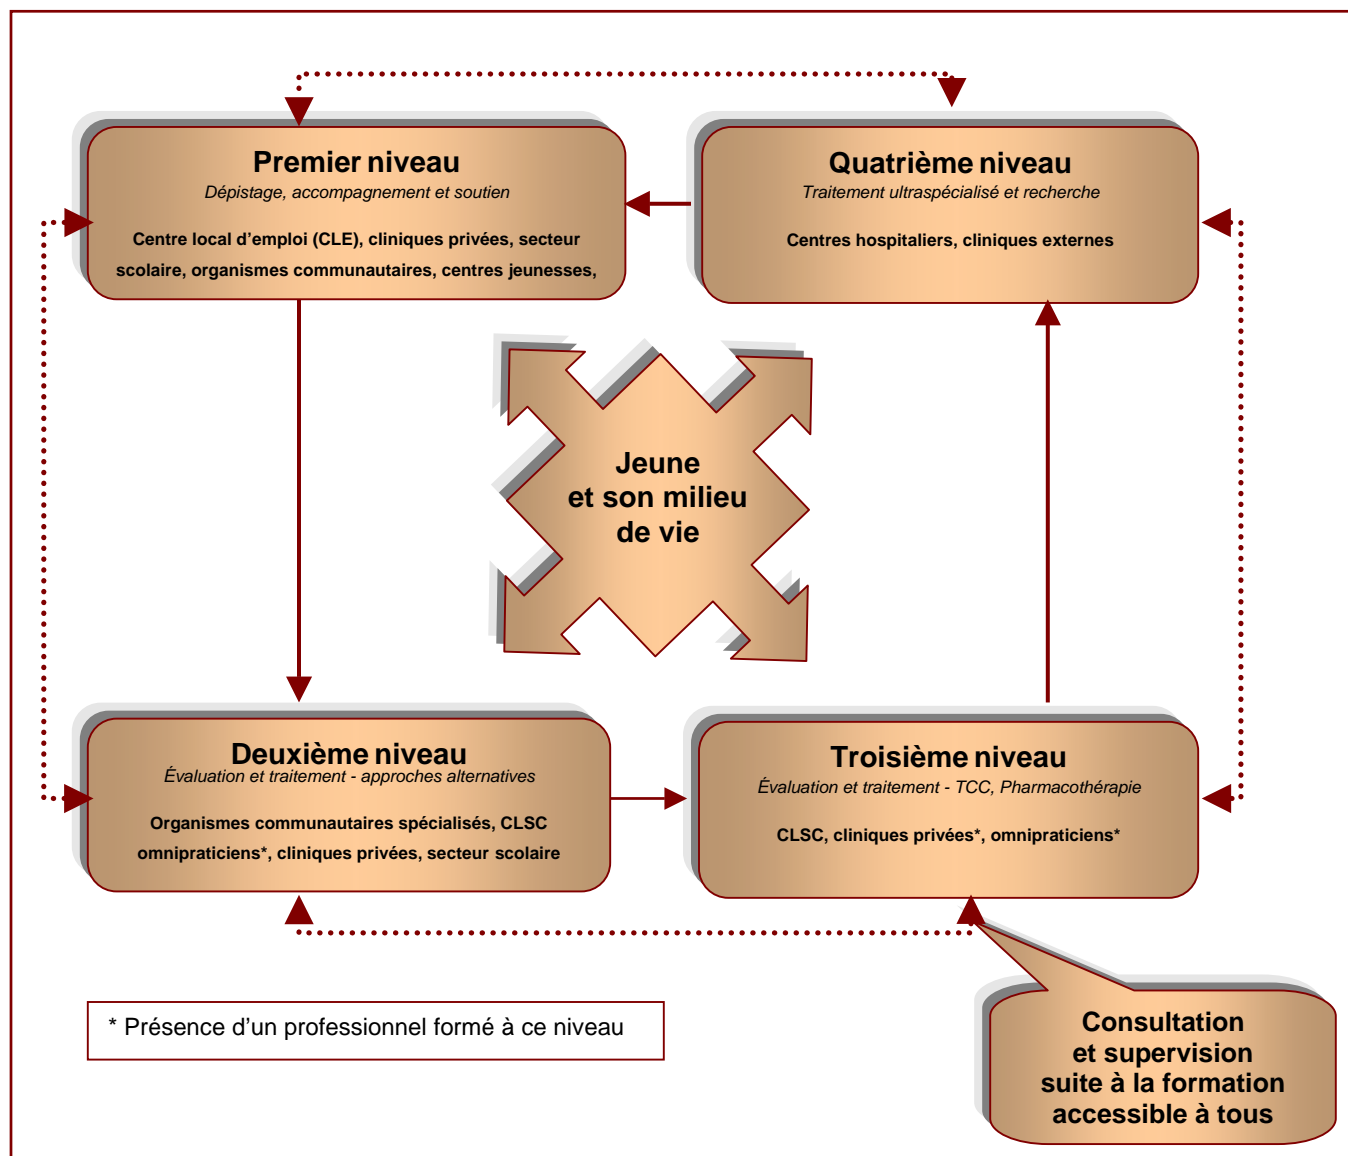 Premier niveau
Dépistage, accompagnement et soutien
Centre local d'emploi (CLE), cliniques privées, secteur
scolaire, organismes communautaires, centres jeunesses,
Quatrième niveau
Traitement ultraspécialisé et recherche
Centres hospitaliers, cliniques externes
Jeune
et son milieu
de vie
Deuxième niveau
Évaluation et traitement - approches alternatives
Organismes communautaires spécialisés, CLSC
omnipraticiens*, cliniques privées, secteur scolaire
Troisième niveau
Évaluation et traitement - TCC, Pharmacothérapie
CLSC, cliniques privées*, omnipraticiens*
* Présence d'un professionnel formé à ce niveau
Consultation
et supervision
suite à la formation
accessible à tous